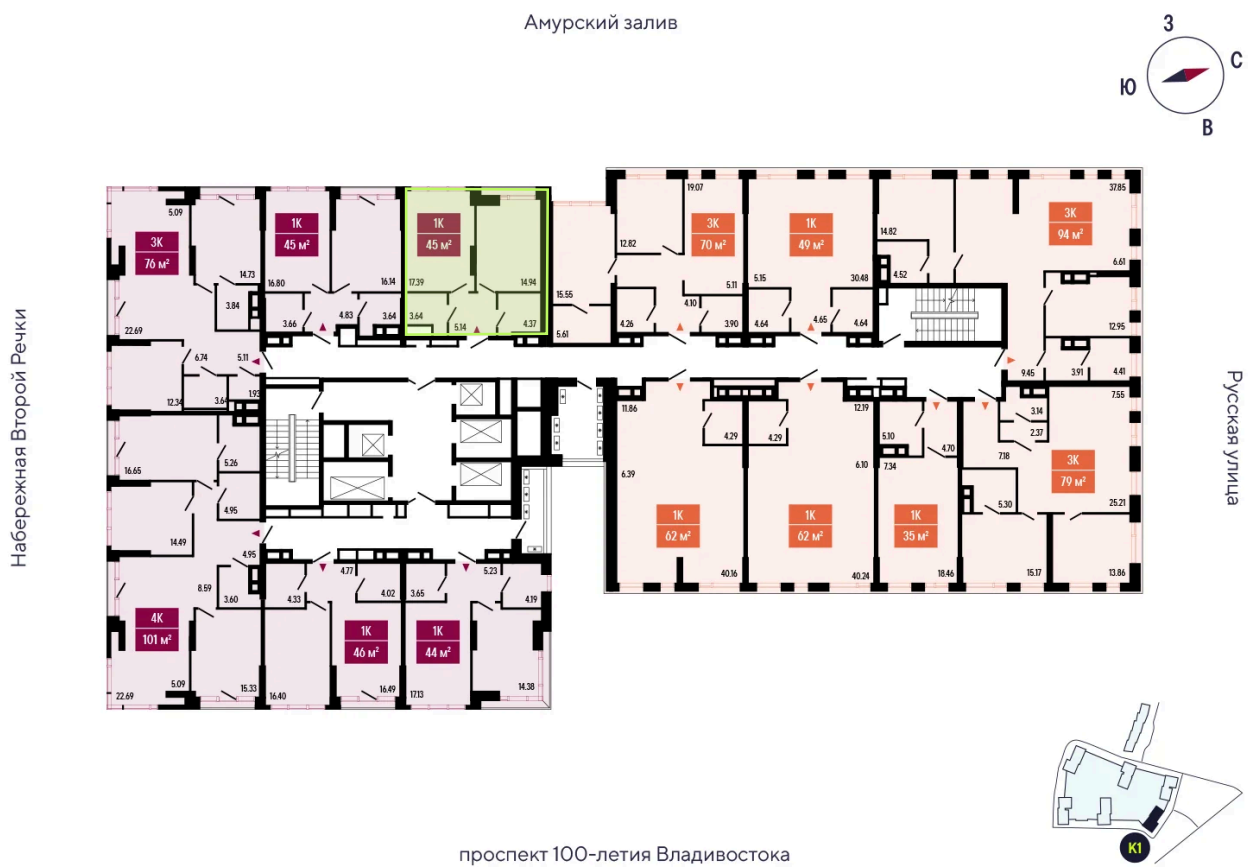 Амурский залив
З
С
Ю
В
Набережная Второй Речки
Русская улица
5.09
3К
76 м²
14.73
3.84
22.69
6.74
5.11
12.34
3.64
1.93
1К
45 м²
16.80
16.14
4.83
3.64
3.66
1К
45 м²
17.39
14.94
3.64
5.14
4.37
15.55
5.61
19.07
3К
70 м²
12.82
5.11
4.10
4.26
3.90
1К
49 м²
5.15
30.48
4.64
4.65
4.64
37.85
3К
94 м²
14.82
4.52
6.61
12.95
9.45
3.91
4.41
16.65
5.26
4.95
14.49
4.95
8.59
3.60
4К
101 м²
22.69
5.09
15.33
4.77
4.33
4.02
1К
46 м²
16.40
16.49
5.23
3.65
4.19
1К
44 м²
17.13
14.38
11.86
4.29
6.39
1К
62 м²
40.16
12.19
4.29
6.10
1К
62 м²
40.24
5.10
4.70
7.34
1К
35 м²
18.46
7.55
3.14
2.37
7.18
3К
79 м²
5.30
25.21
15.17
13.86
К1
проспект 100-летия Владивостока